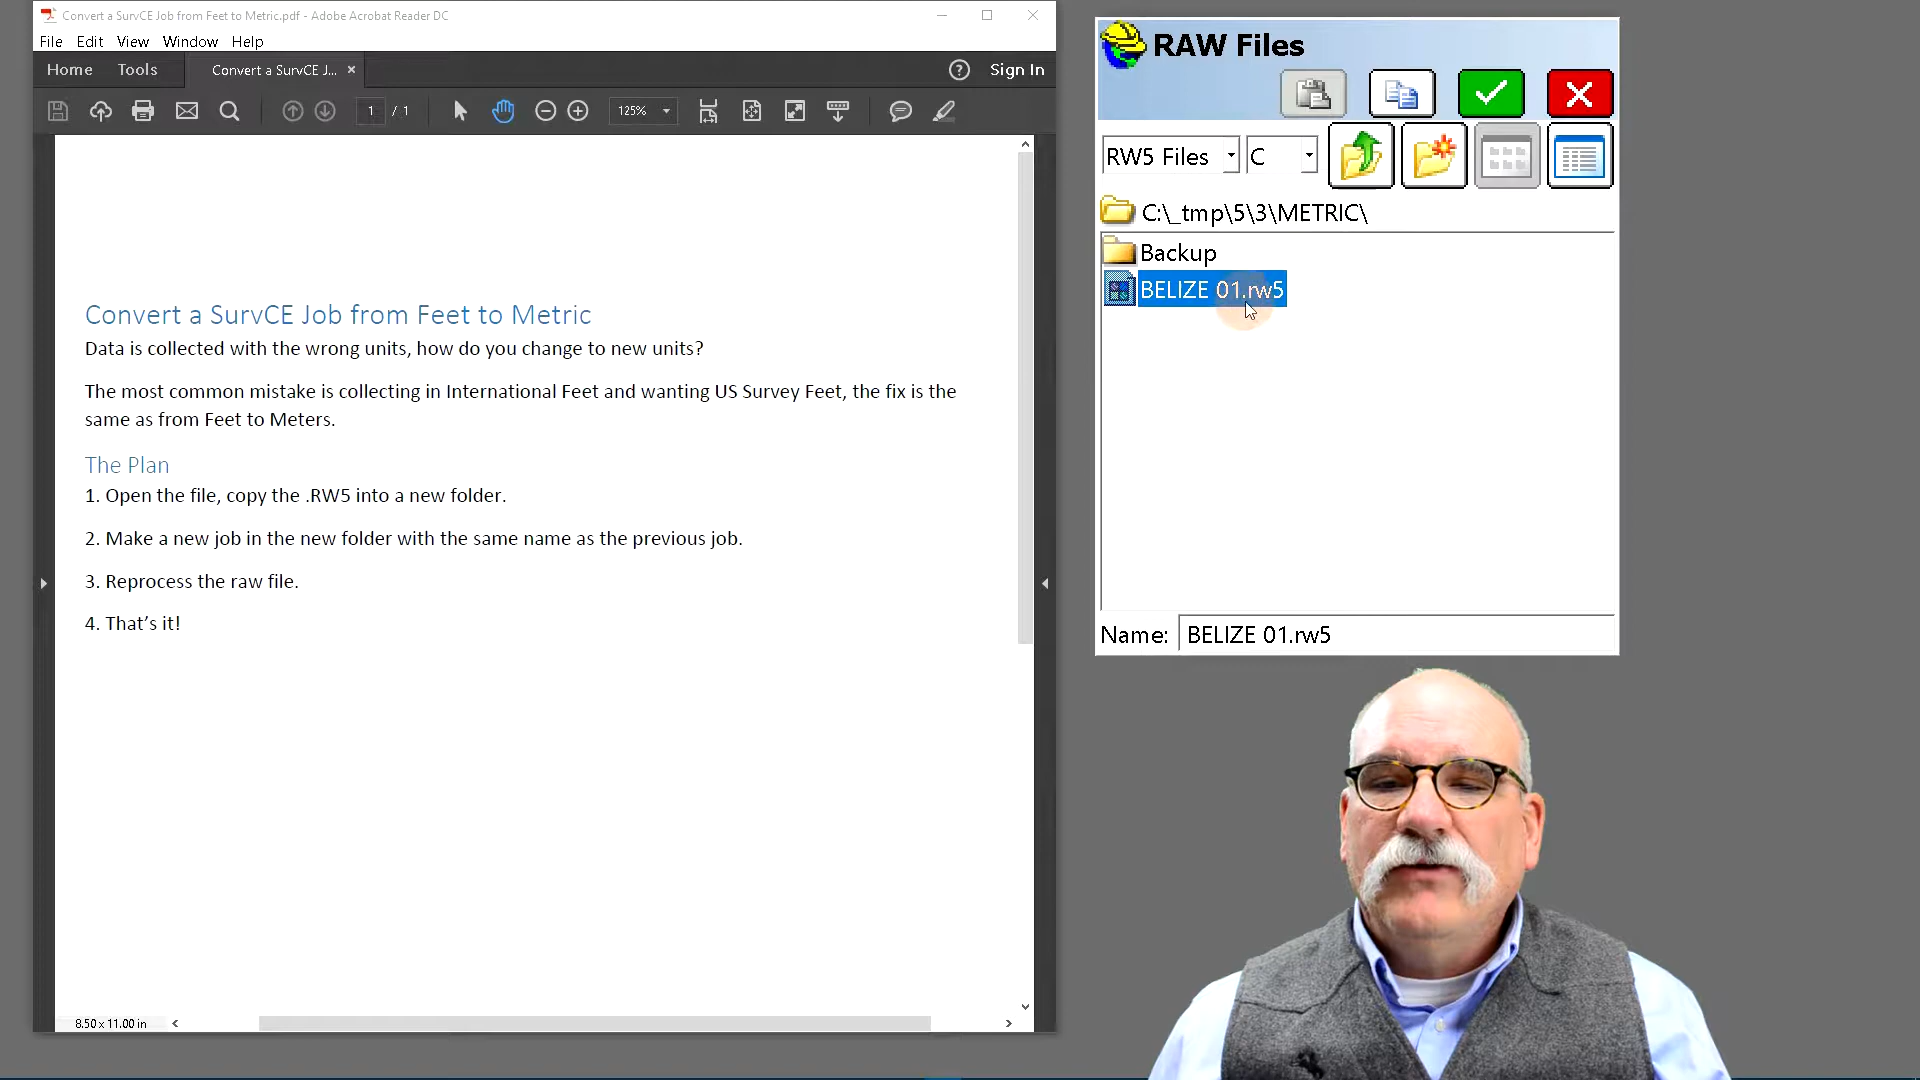 Convert a SurvCE Job from Feet to Metric.pdf - Adobe Acrobat Reader DC
File Edit View Window Help
Home Tools Convert a SurvCE J... × Sign In
1 / 1 125%
Convert a SurvCE Job from Feet to Metric
Data is collected with the wrong units, how do you change to new units?
The most common mistake is collecting in International Feet and wanting US Survey Feet, the fix is the
same as from Feet to Meters.
The Plan
1. Open the file, copy the .RW5 into a new folder.
2. Make a new job in the new folder with the same name as the previous job.
3. Reprocess the raw file.
4. That’s it!
8.50 x 11.00 in
RAW Files
RW5 Files C
C:\_tmp\5\3\METRIC\
Backup
BELIZE 01.rw5
Name: BELIZE 01.rw5